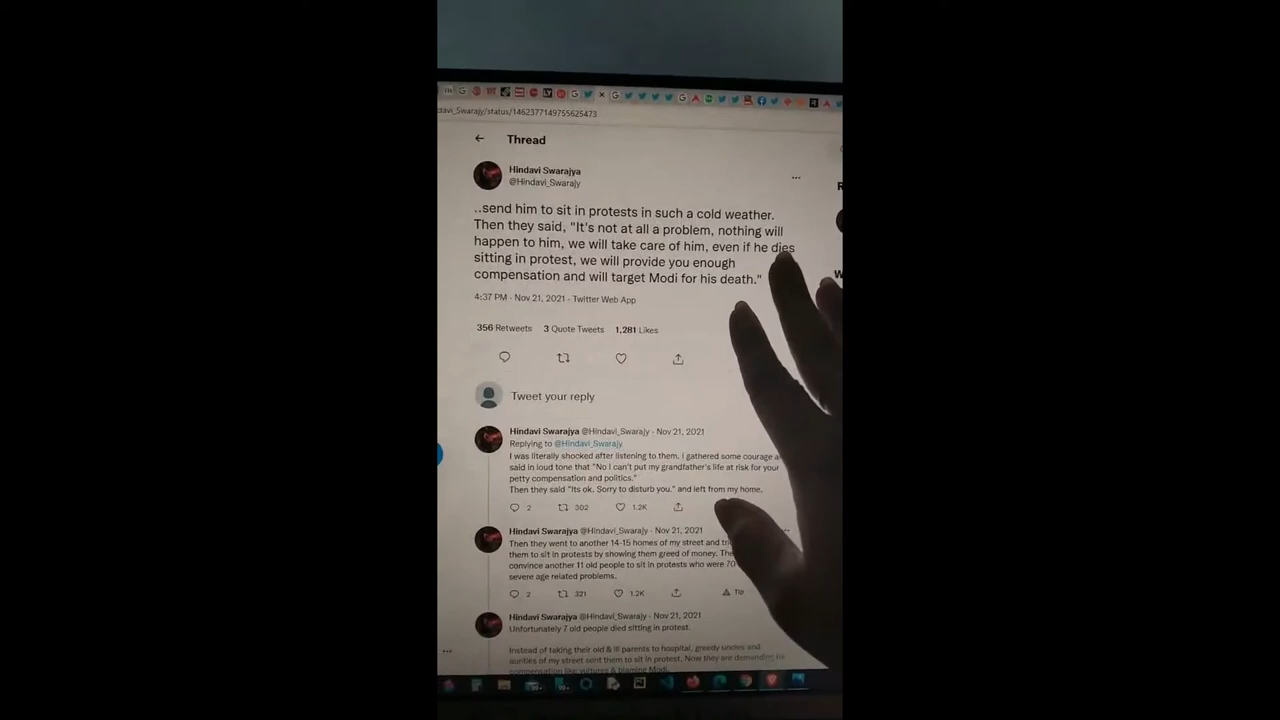 davi_Swarajy/status/1462377149755625473
Thread
Hindavi Swarajya
@Hindavi_Swarajy
..send him to sit in protests in such a cold weather.
Then they said, "It's not at all a problem, nothing will
happen to him, we will take care of him, even if he dies
sitting in protest, we will provide you enough
compensation and will target Modi for his death."
4:37 PM · Nov 21, 2021 · Twitter Web App
356 Retweets 3 Quote Tweets 1,281 Likes
Tweet your reply
Hindavi Swarajya @Hindavi_Swarajy · Nov 21, 2021
Replying to @Hindavi_Swarajy
I was literally shocked after listening to them. I gathered some courage a
said in loud tone that "No I can't put my grandfather's life at risk for your
petty compensation and politics."
Then they said "Its ok. Sorry to disturb you." and left from my home.
2 302 1.2K
Hindavi Swarajya @Hindavi_Swarajy · Nov 21, 2021
Then they went to another 14-15 homes of my street and
them to sit in protests by showing them greed of money.
convince another 11 old people to sit in protests who were 70
severe age related problems.
2 321 1.2K Tip
Hindavi Swarajya @Hindavi_Swarajy · Nov 21, 2021
Unfortunately 7 old people died sitting in protest.
Instead of taking their old & ill parents to hospital, greedy uncles and
aunties of my street sent them to sit in protest. Now they are demanding
compensation like vultures & blaming Modi.